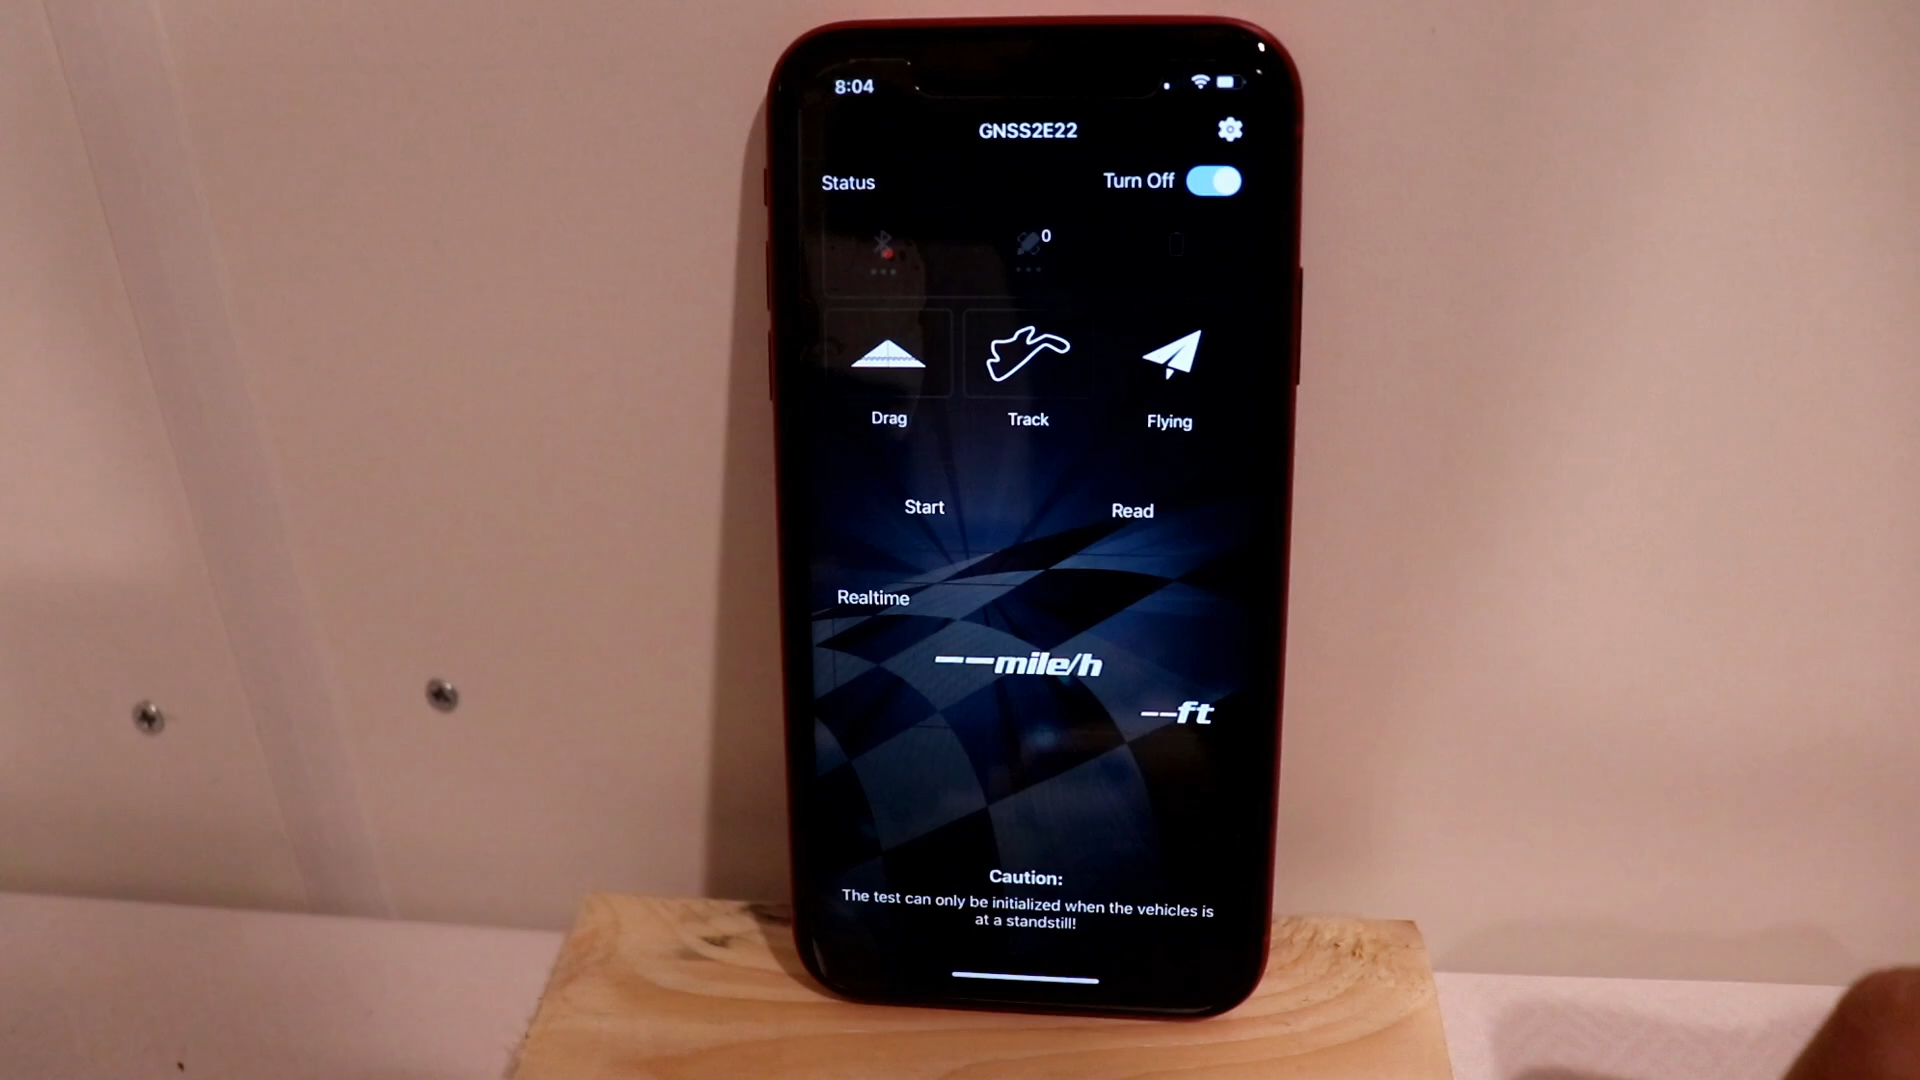 8:04
GNSS2E22
Status
Turn Off
0
Drag
Track
Flying
Start
Read
Realtime
--mile/h
--ft
Caution:
The test can only be initialized when the vehicles is
at a standstill!